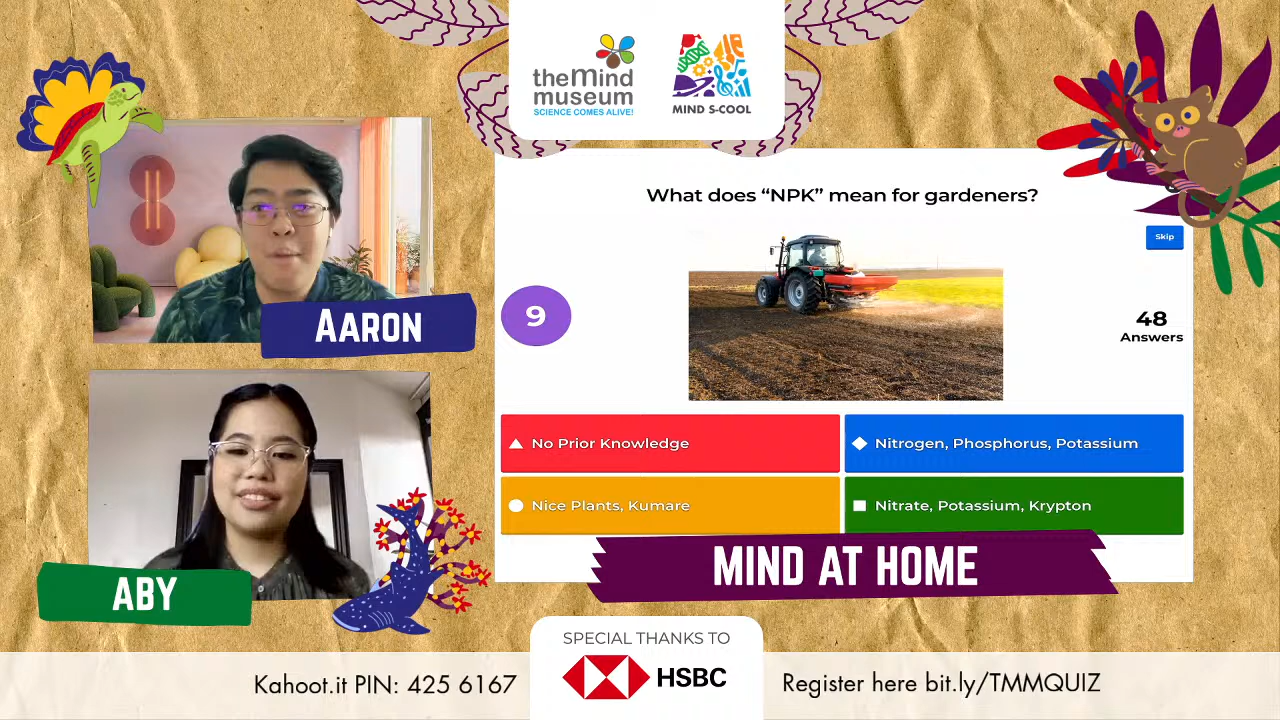 theMind
museum
SCIENCE COMES ALIVE!
MIND S-COOL
What does “NPK” mean for gardeners?
Skip
9
48
Answers
No Prior Knowledge
Nitrogen, Phosphorus, Potassium
Nice Plants, Kumare
Nitrate, Potassium, Krypton
AARON
ABY
MIND AT HOME
SPECIAL THANKS TO
HSBC
Kahoot.it PIN: 425 6167
Register here bit.ly/TMMQUIZ